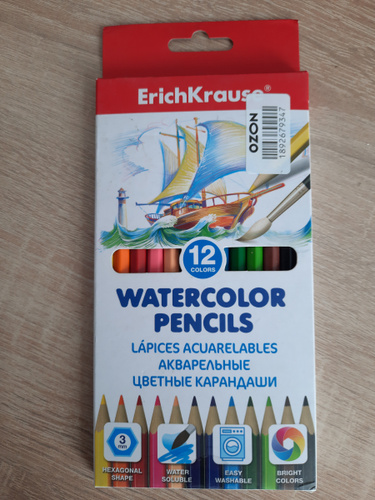 ErichKrause®
OZON
1892679347
12
COLORS
WATERCOLOR
PENCILS
LÁPICES ACUARELABLES
АКВАРЕЛЬНЫЕ
ЦВЕТНЫЕ КАРАНДАШИ
3
mm
HEXAGONAL
SHAPE
WATER
SOLUBLE
EASY
WASHABLE
BRIGHT
COLORS